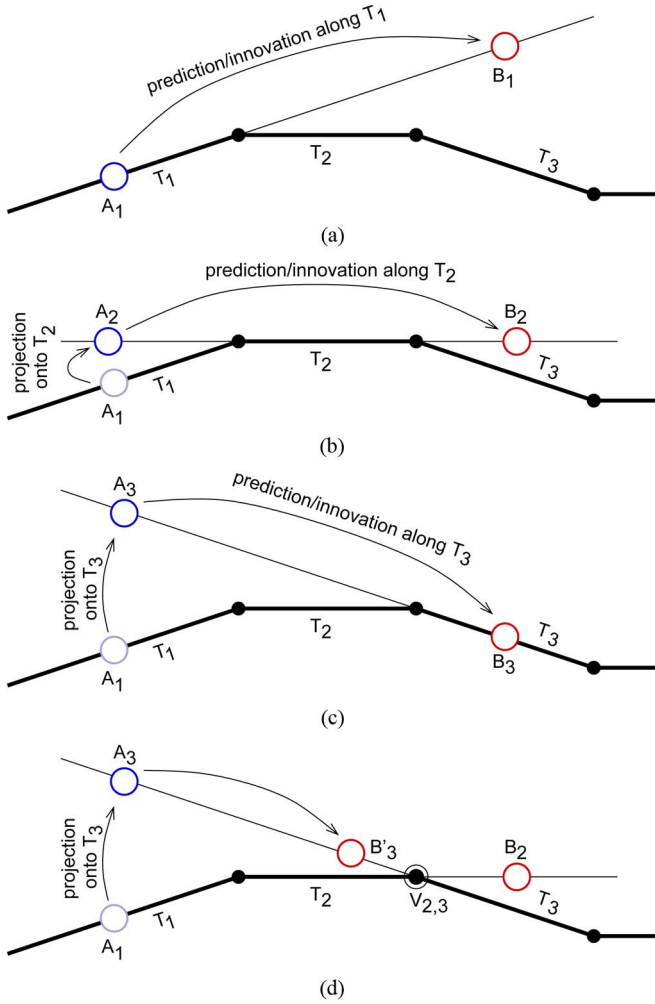 prediction/innovation along T1
B1
T1
T2
T3
A1
(a)
prediction/innovation along T2
A2
B2
projection
onto T2
T1
T2
T3
A1
(b)
A3
prediction/innovation along T3
projection
onto T3
T1
T2
T3
A1
B3
(c)
A3
projection
onto T3
B'3
B2
T1
T2
V2,3
T3
A1
(d)